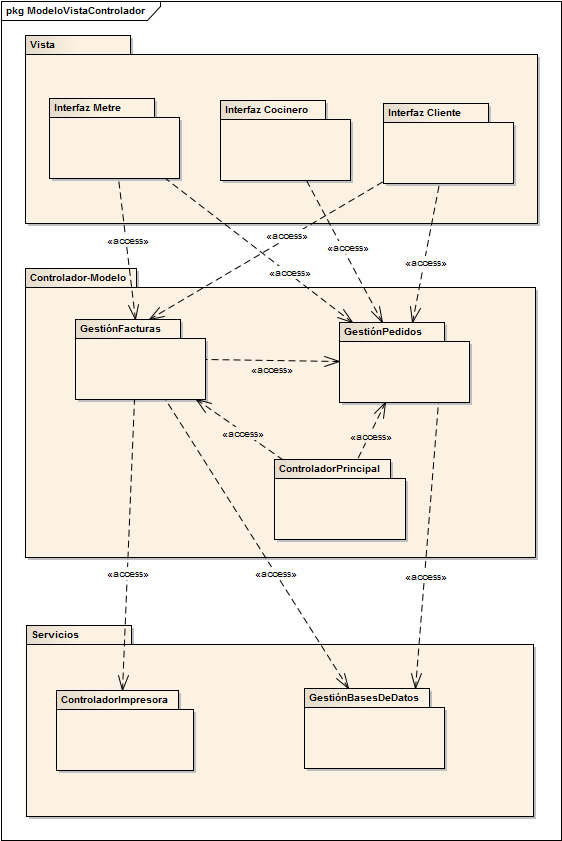 pkg ModeloVistaControlador
Vista
Interfaz Metre
Interfaz Cocinero
Interfaz Cliente
«access»
«access»
«access»
«access»
«access»
Controlador-Modelo
GestiónFacturas
GestiónPedidos
«access»
«access»
«access»
ControladorPrincipal
«access»
«access»
«access»
Servicios
ControladorImpresora
GestiónBasesDeDatos